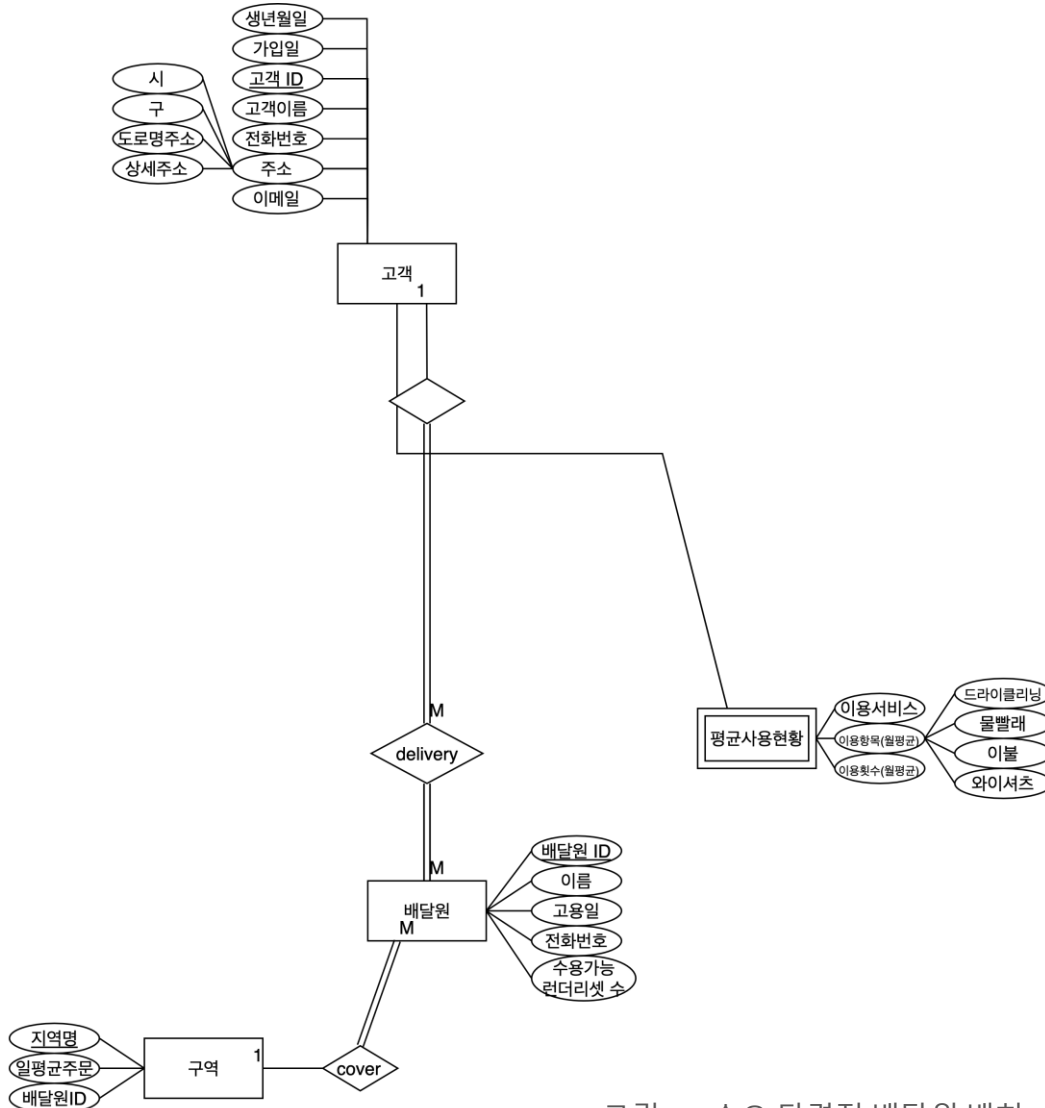 생년월일
가입일
고객 ID
고객이름
전화번호
주소
이메일
시
구
도로명주소
상세주소
고객
1
M
delivery
M
평균사용현황
이용서비스
이용항목(월평균)
이용횟수(월평균)
드라이클리닝
물빨래
이불
와이셔츠
배달원
M
배달원 ID
이름
고용일
전화번호
수용가능
런더리셋 수
지역명
일평균주문
배달원ID
구역
1
cover